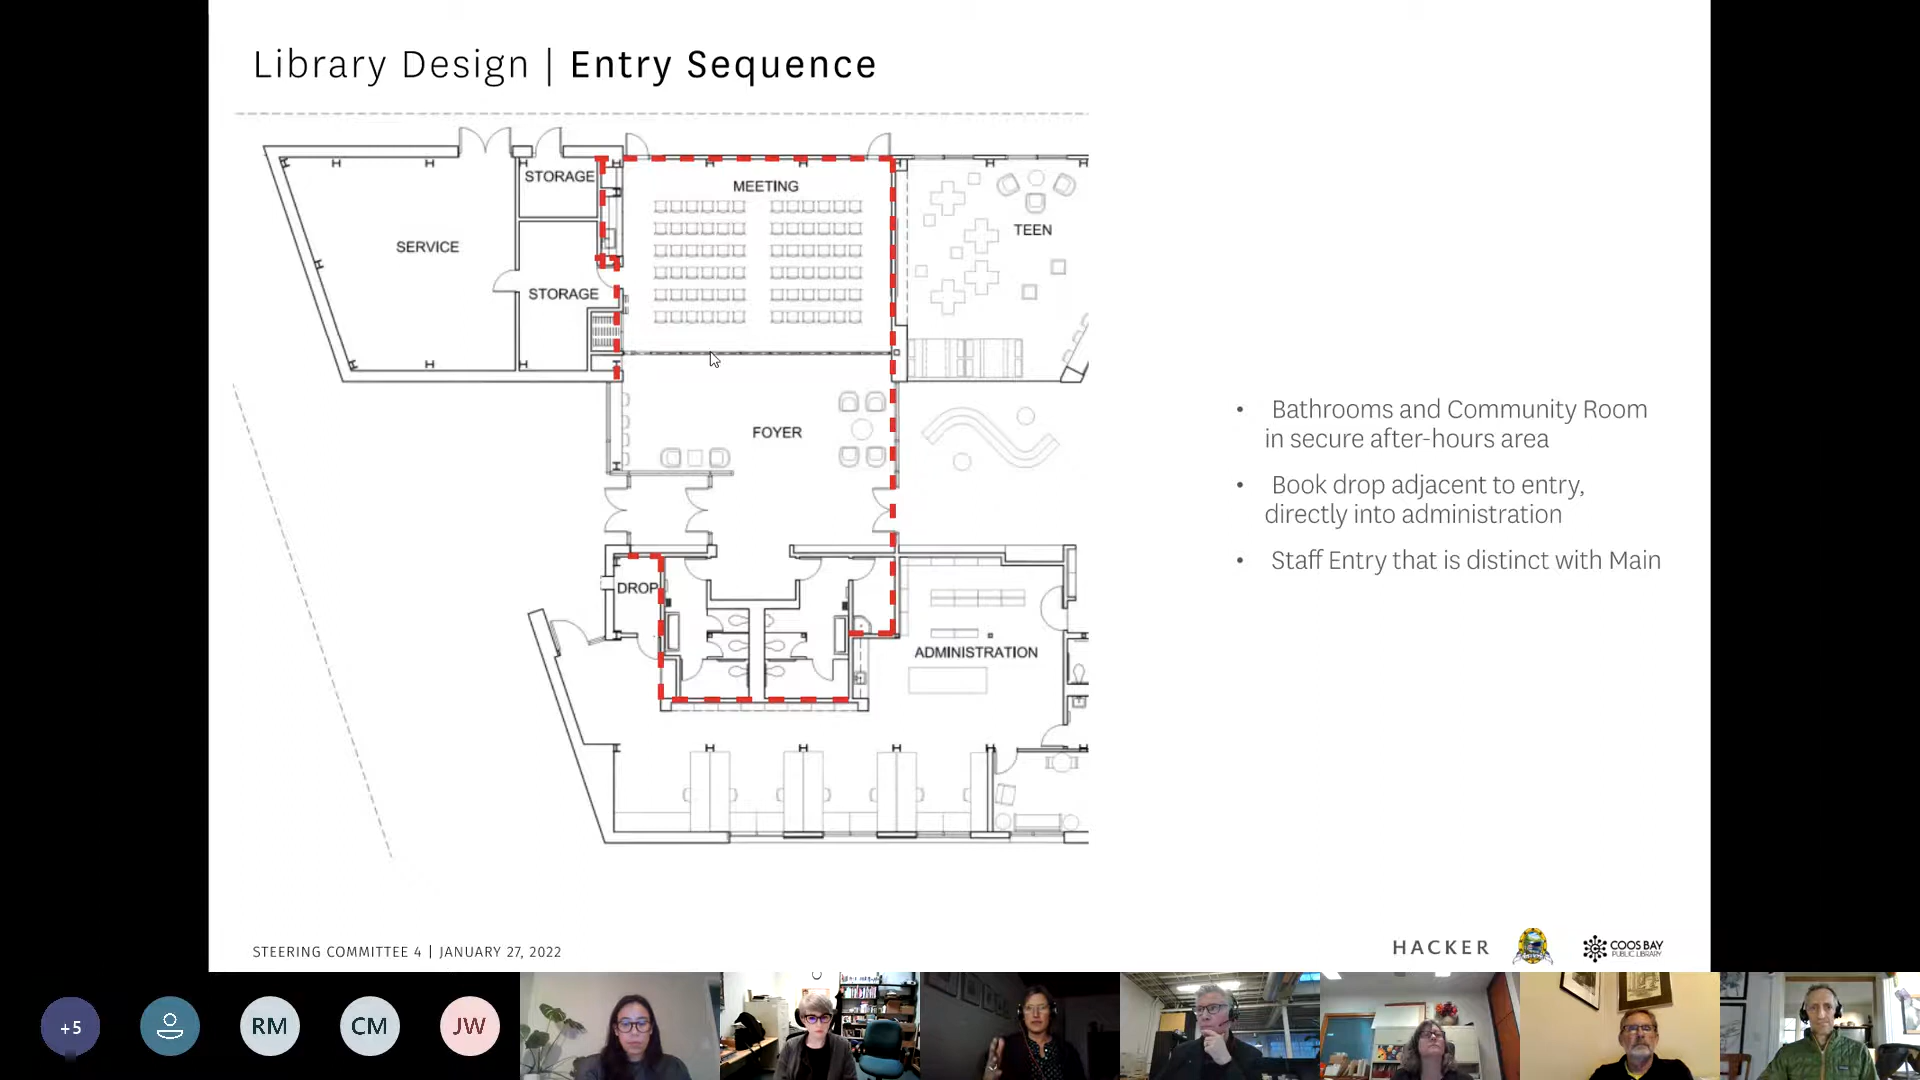 Library Design | Entry Sequence
STORAGE
MEETING
TEEN
SERVICE
STORAGE
FOYER
DROP
ADMINISTRATION
• Bathrooms and Community Room
in secure after-hours area
• Book drop adjacent to entry,
directly into administration
• Staff Entry that is distinct with Main
STEERING COMMITTEE 4 | JANUARY 27, 2022
HACKER
COOS BAY
PUBLIC LIBRARY
+5
RM
CM
JW